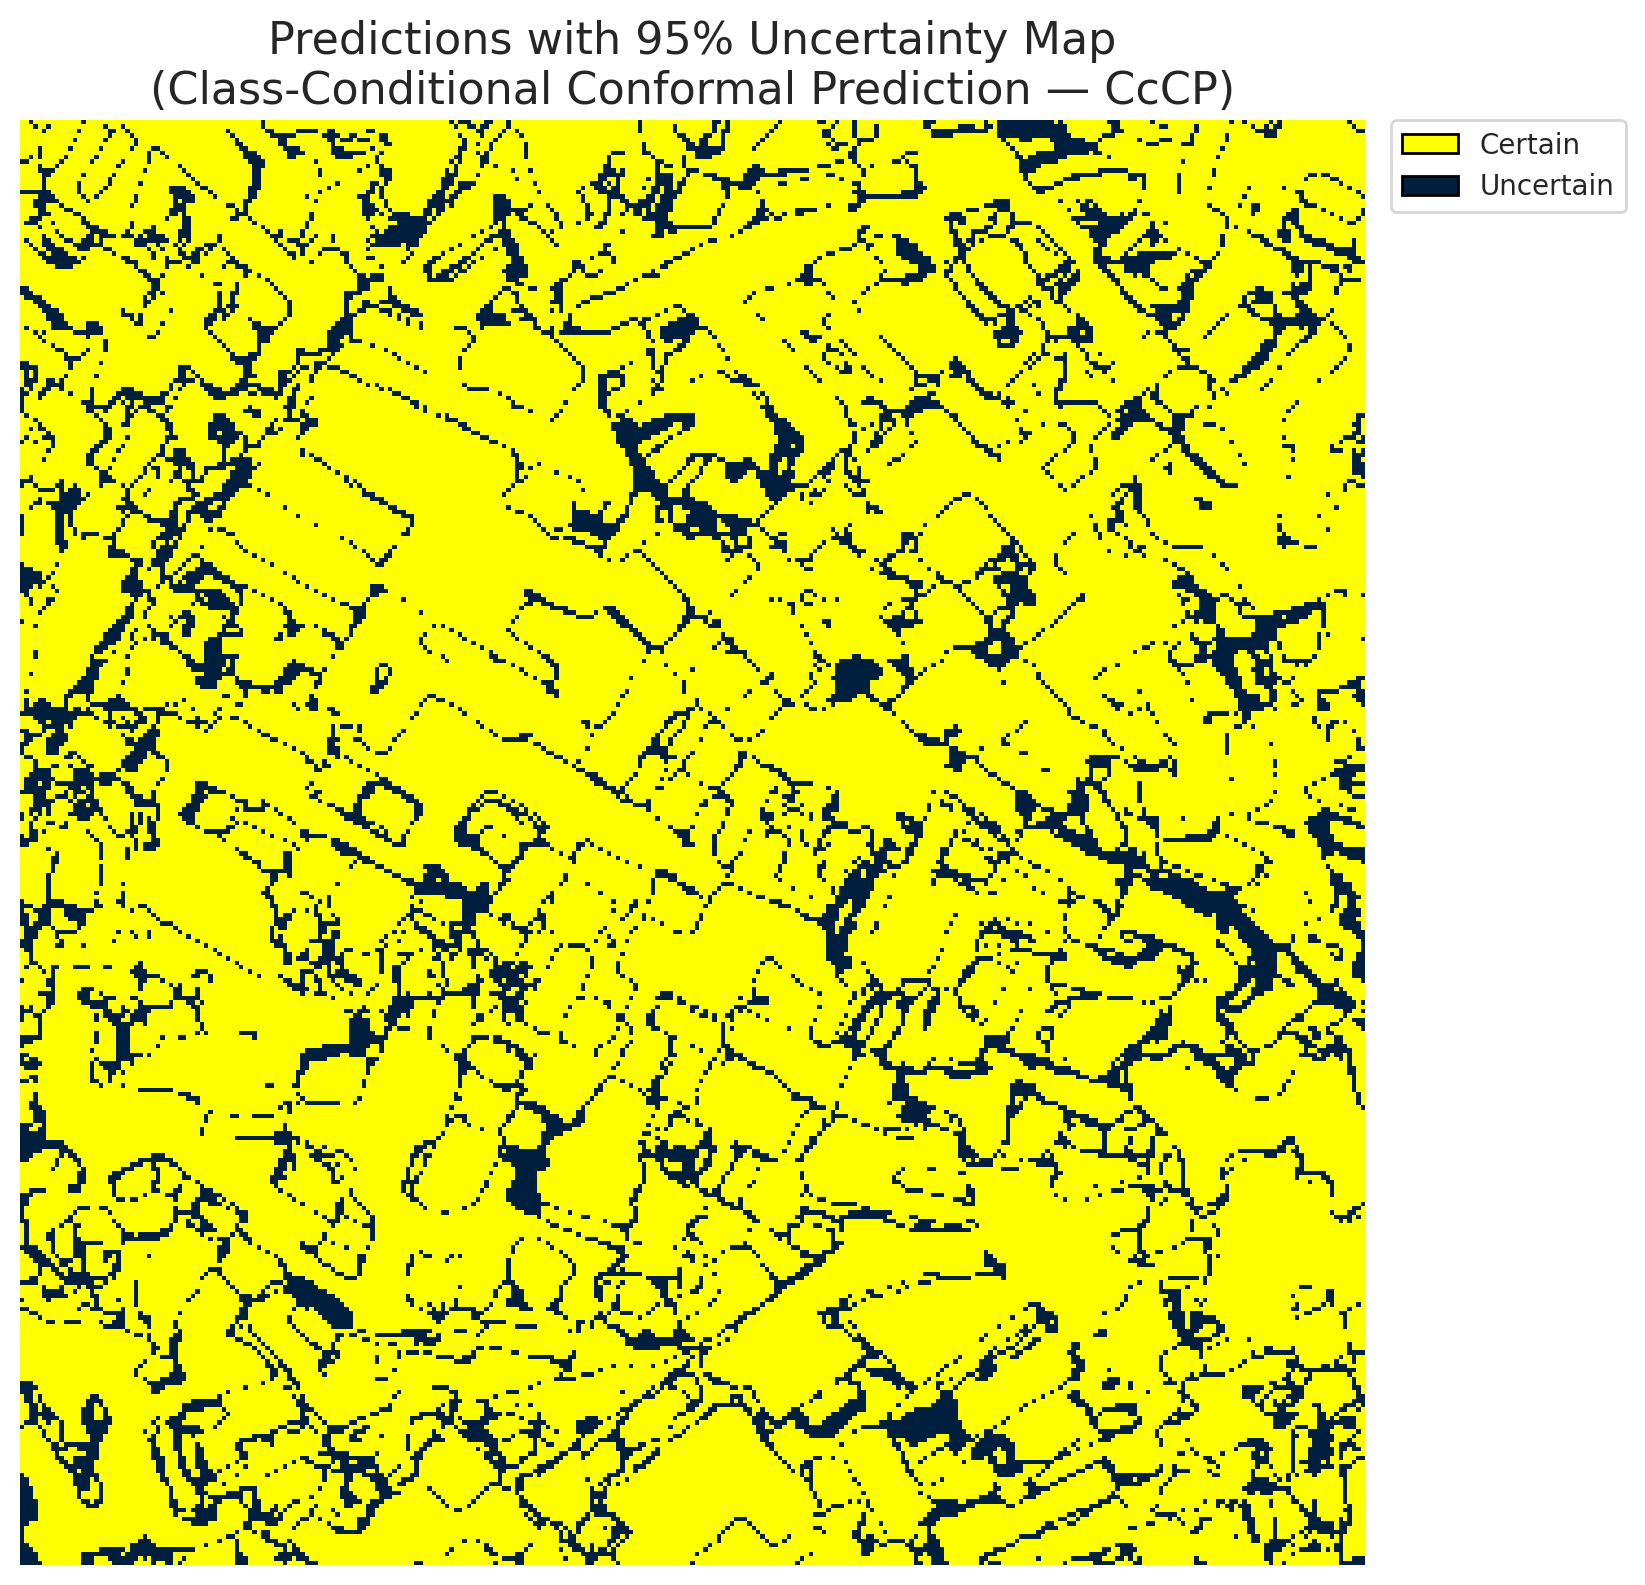 Predictions with 95% Uncertainty Map
(Class-Conditional Conformal Prediction — CcCP)
Certain
Uncertain